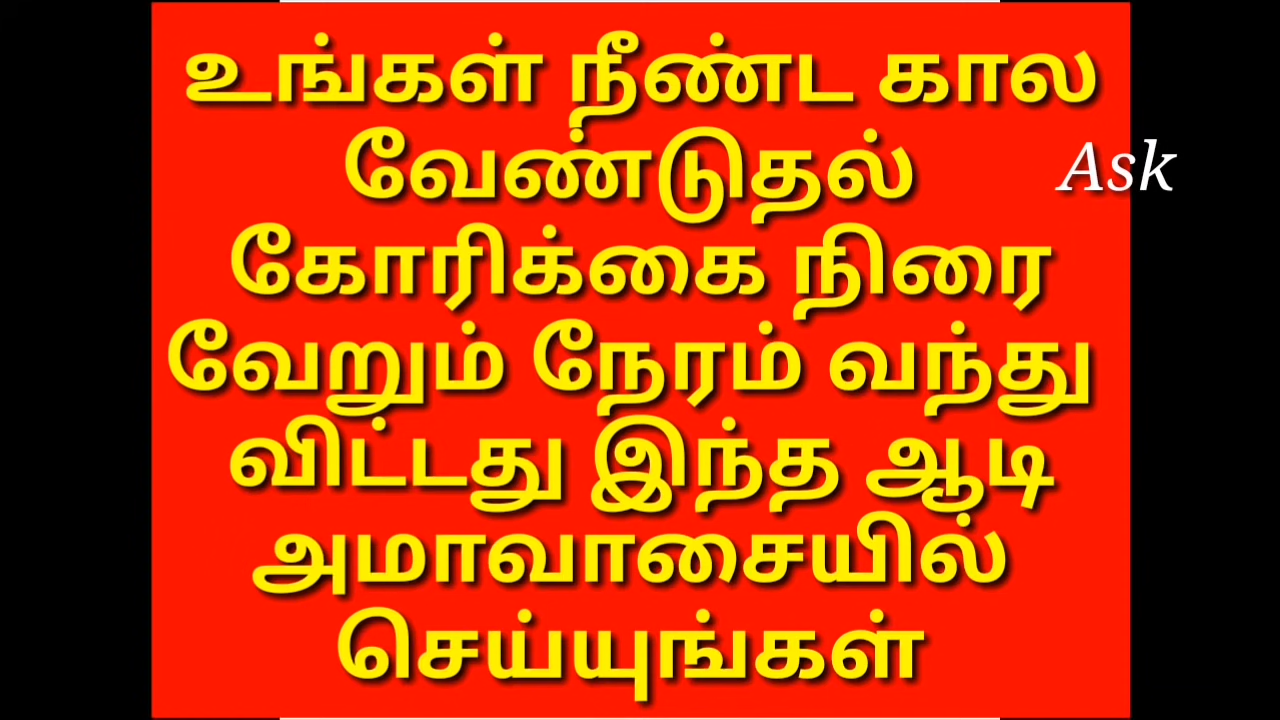 உங்கள் நீண்ட கால
வேண்டுதல்
Ask
கோரிக்கை நிரை
வேறும் நேரம் வந்து
விட்டது இந்த ஆடி
அமாவாசையில்
செய்யுங்கள்